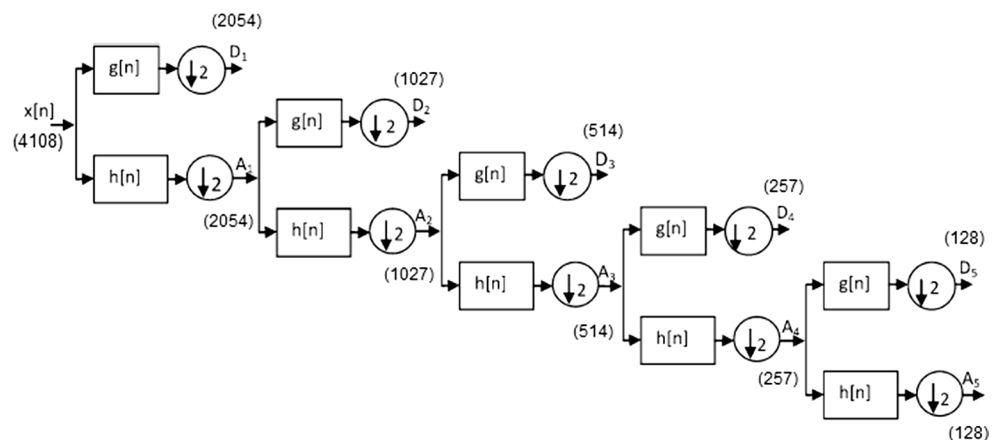 (2054)
g[n]
↓2
D₁
(1027)
x[n]
(4108)
g[n]
↓2
D₂
(514)
h[n]
↓2
A₁
(2054)
g[n]
↓2
D₃
(257)
h[n]
↓2
A₂
(1027)
g[n]
↓2
D₄
(128)
h[n]
↓2
A₃
(514)
g[n]
↓2
D₅
h[n]
↓2
A₄
(257)
h[n]
↓2
A₅
(128)